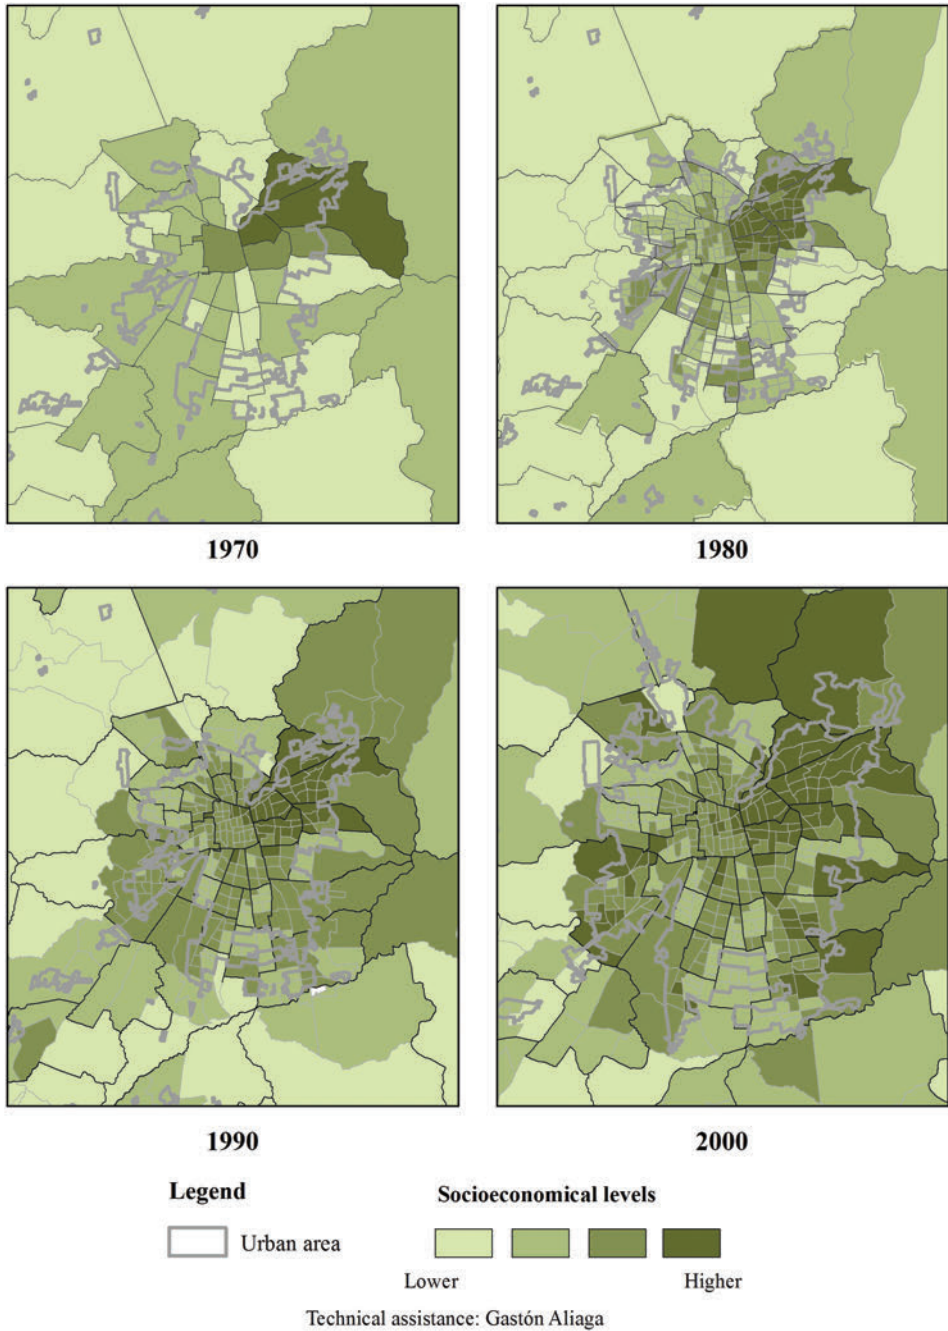 1970
1980
1990
2000
Legend
Urban area
Socioeconomical levels
Lower
Higher
Technical assistance: Gastón Aliaga